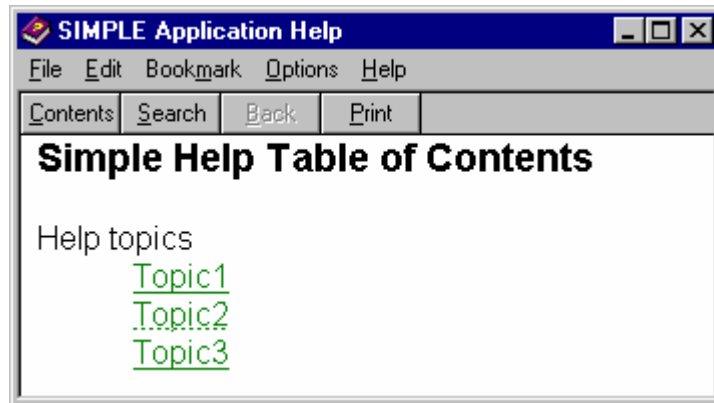 SIMPLE Application Help
File Edit Bookmark Options Help
Contents Search Back Print
Simple Help Table of Contents
Help topics
Topic1
Topic2
Topic3